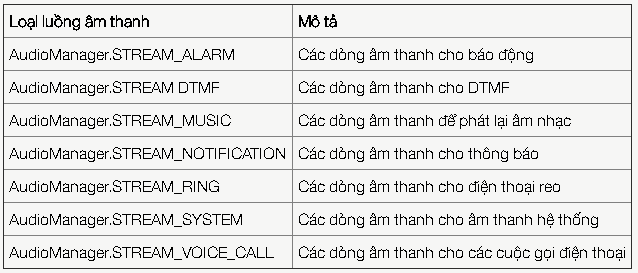 Loại luồng âm thanh Mô tả
AudioManager.STREAM_ALARM Các dòng âm thanh cho báo động
AudioManager.STREAM DTMF Các dòng âm thanh cho DTMF
AudioManager.STREAM_MUSIC Các dòng âm thanh để phát lại âm nhạc
AudioManager.STREAM_NOTIFICATION Các dòng âm thanh cho thông báo
AudioManager.STREAM_RING Các dòng âm thanh cho điện thoại reo
AudioManager.STREAM_SYSTEM Các dòng âm thanh cho âm thanh hệ thống
AudioManager.STREAM_VOICE_CALL Các dòng âm thanh cho các cuộc gọi điện thoại